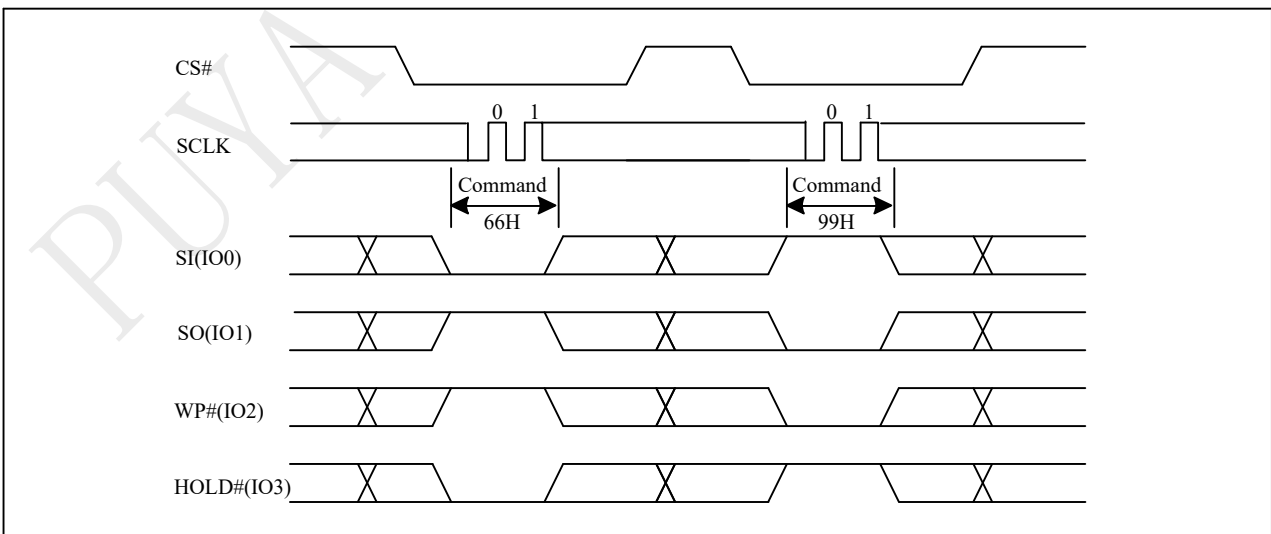 PUYA
CS#
0 1 0 1
SCLK
Command Command
66H 99H
SI(IO0)
SO(IO1)
WP#(IO2)
HOLD#(IO3)